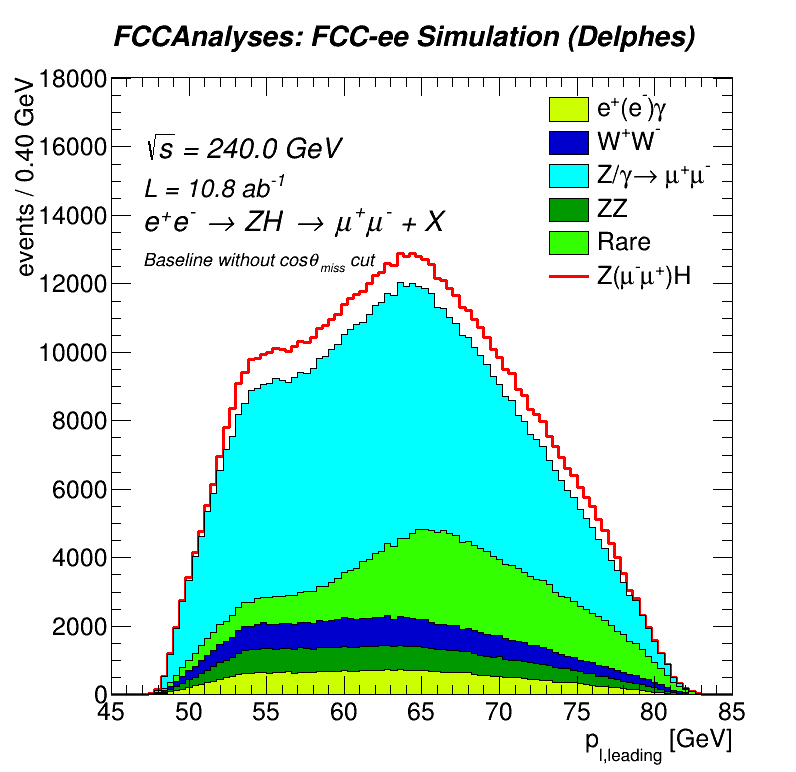 FCCAnalyses: FCC-ee Simulation (Delphes)
events / 0.40 GeV
18000
16000
14000
12000
10000
8000
6000
4000
2000
0
√s = 240.0 GeV
L = 10.8 ab⁻¹
e⁺e⁻ → ZH → μ⁺μ⁻ + X
Baseline without cosθ_miss cut
e⁺(e⁻)γ
W⁺W⁻
Z/γ→ μ⁺μ⁻
ZZ
Rare
Z(μ⁻μ⁺)H
45 50 55 60 65 70 75 80 85
p_l,leading [GeV]